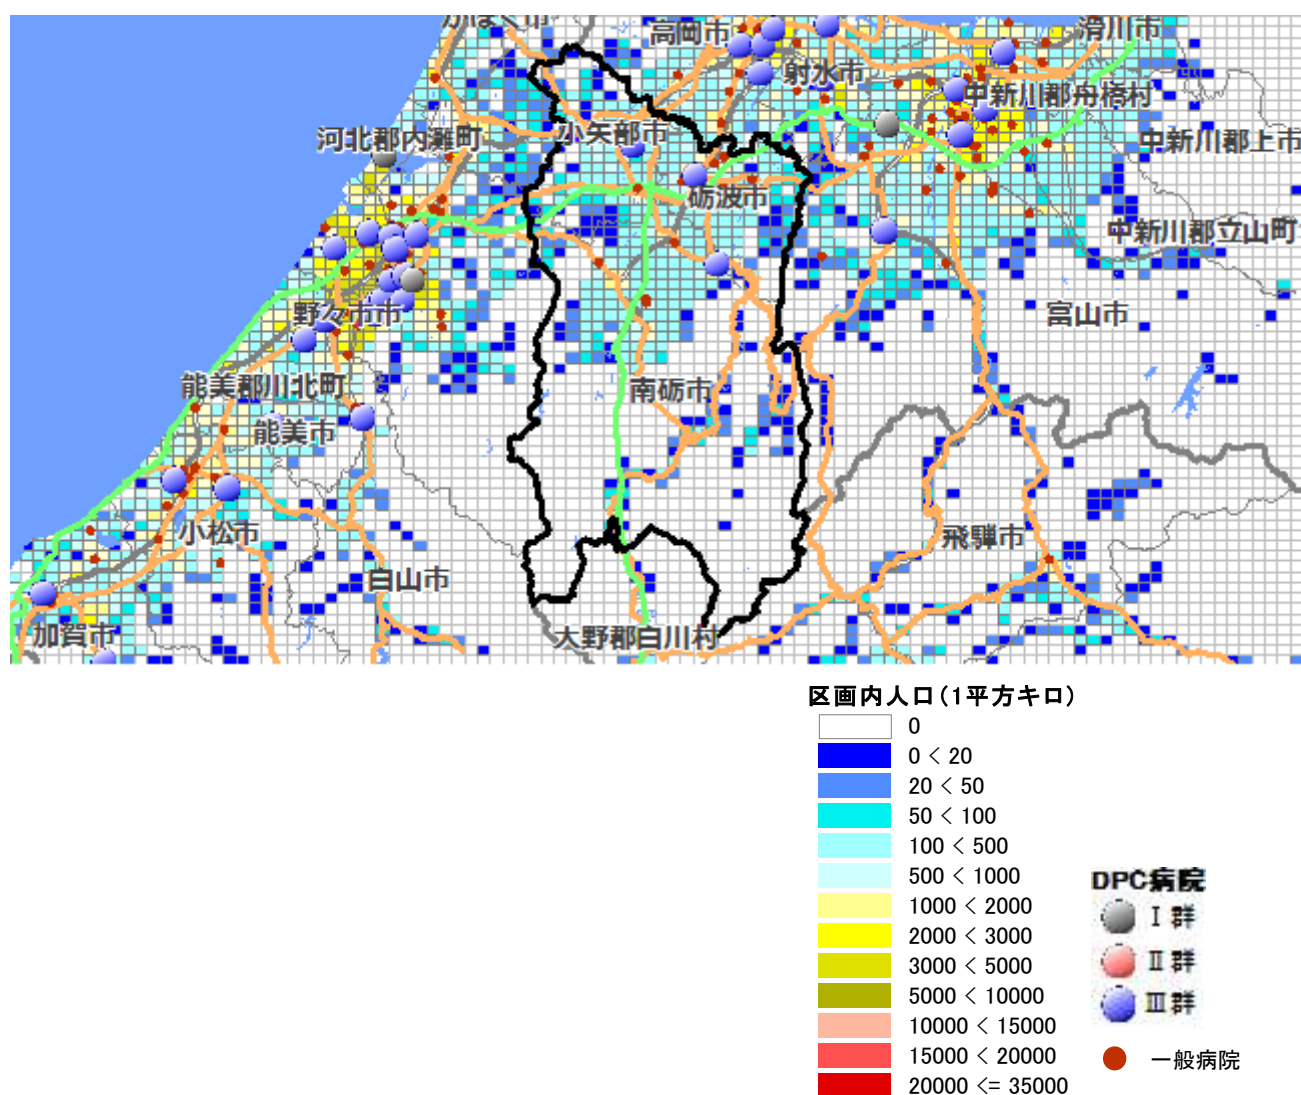 かほく市
高岡市
滑川市
射水市
中新川郡舟橋村
小矢部市
河北郡内灘町
中新川郡上市
砺波市
中新川郡立山町
野々市市
富山市
能美郡川北町
南砺市
能美市
小松市
飛騨市
白山市
加賀市
大野郡白川村
区画内人口(1平方キロ)
0
0 < 20
20 < 50
50 < 100
100 < 500
500 < 1000
1000 < 2000
2000 < 3000
3000 < 5000
5000 < 10000
10000 < 15000
15000 < 20000
20000 <= 35000
DPC病院
Ⅰ群
Ⅱ群
Ⅲ群
一般病院